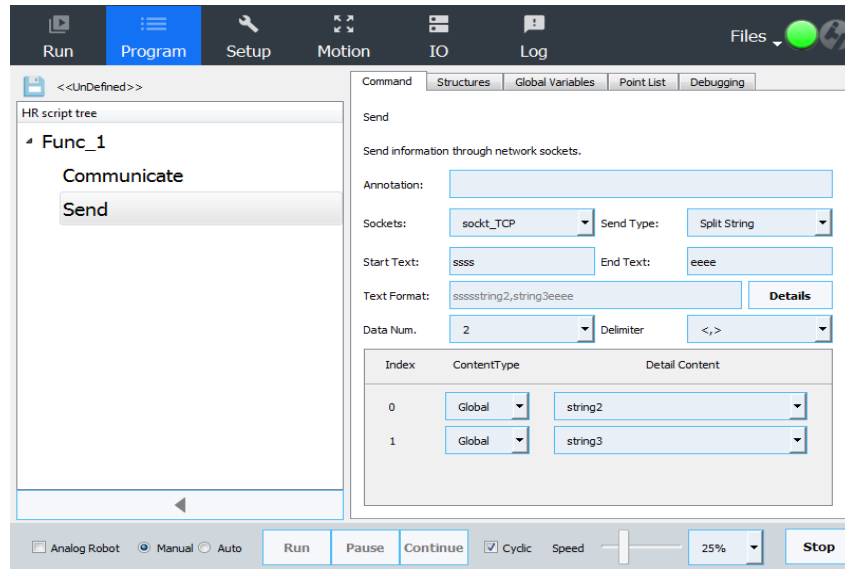 Run Program Setup Motion IO Log Files
<<UnDefined>>
HR script tree
Func_1
Communicate
Send
Command Structures Global Variables Point List Debugging
Send
Send information through network sockets.
Annotation:
Sockets: sockt_TCP Send Type: Split String
Start Text: ssss End Text: eeee
Text Format: sssssstring2,string3eeee Details
Data Num. 2 Delimiter <,>
Index ContentType Detail Content
0 Global string2
1 Global string3
Analog Robot Manual Auto Run Pause Continue Cyclic Speed 25% Stop